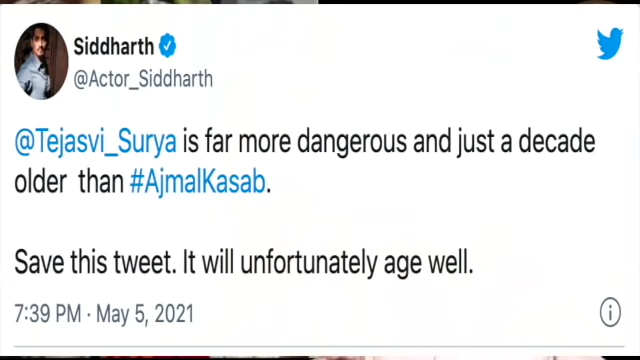 Siddharth
@Actor_Siddharth
@Tejasvi_Surya is far more dangerous and just a decade
older than #AjmalKasab.
Save this tweet. It will unfortunately age well.
7:39 PM · May 5, 2021